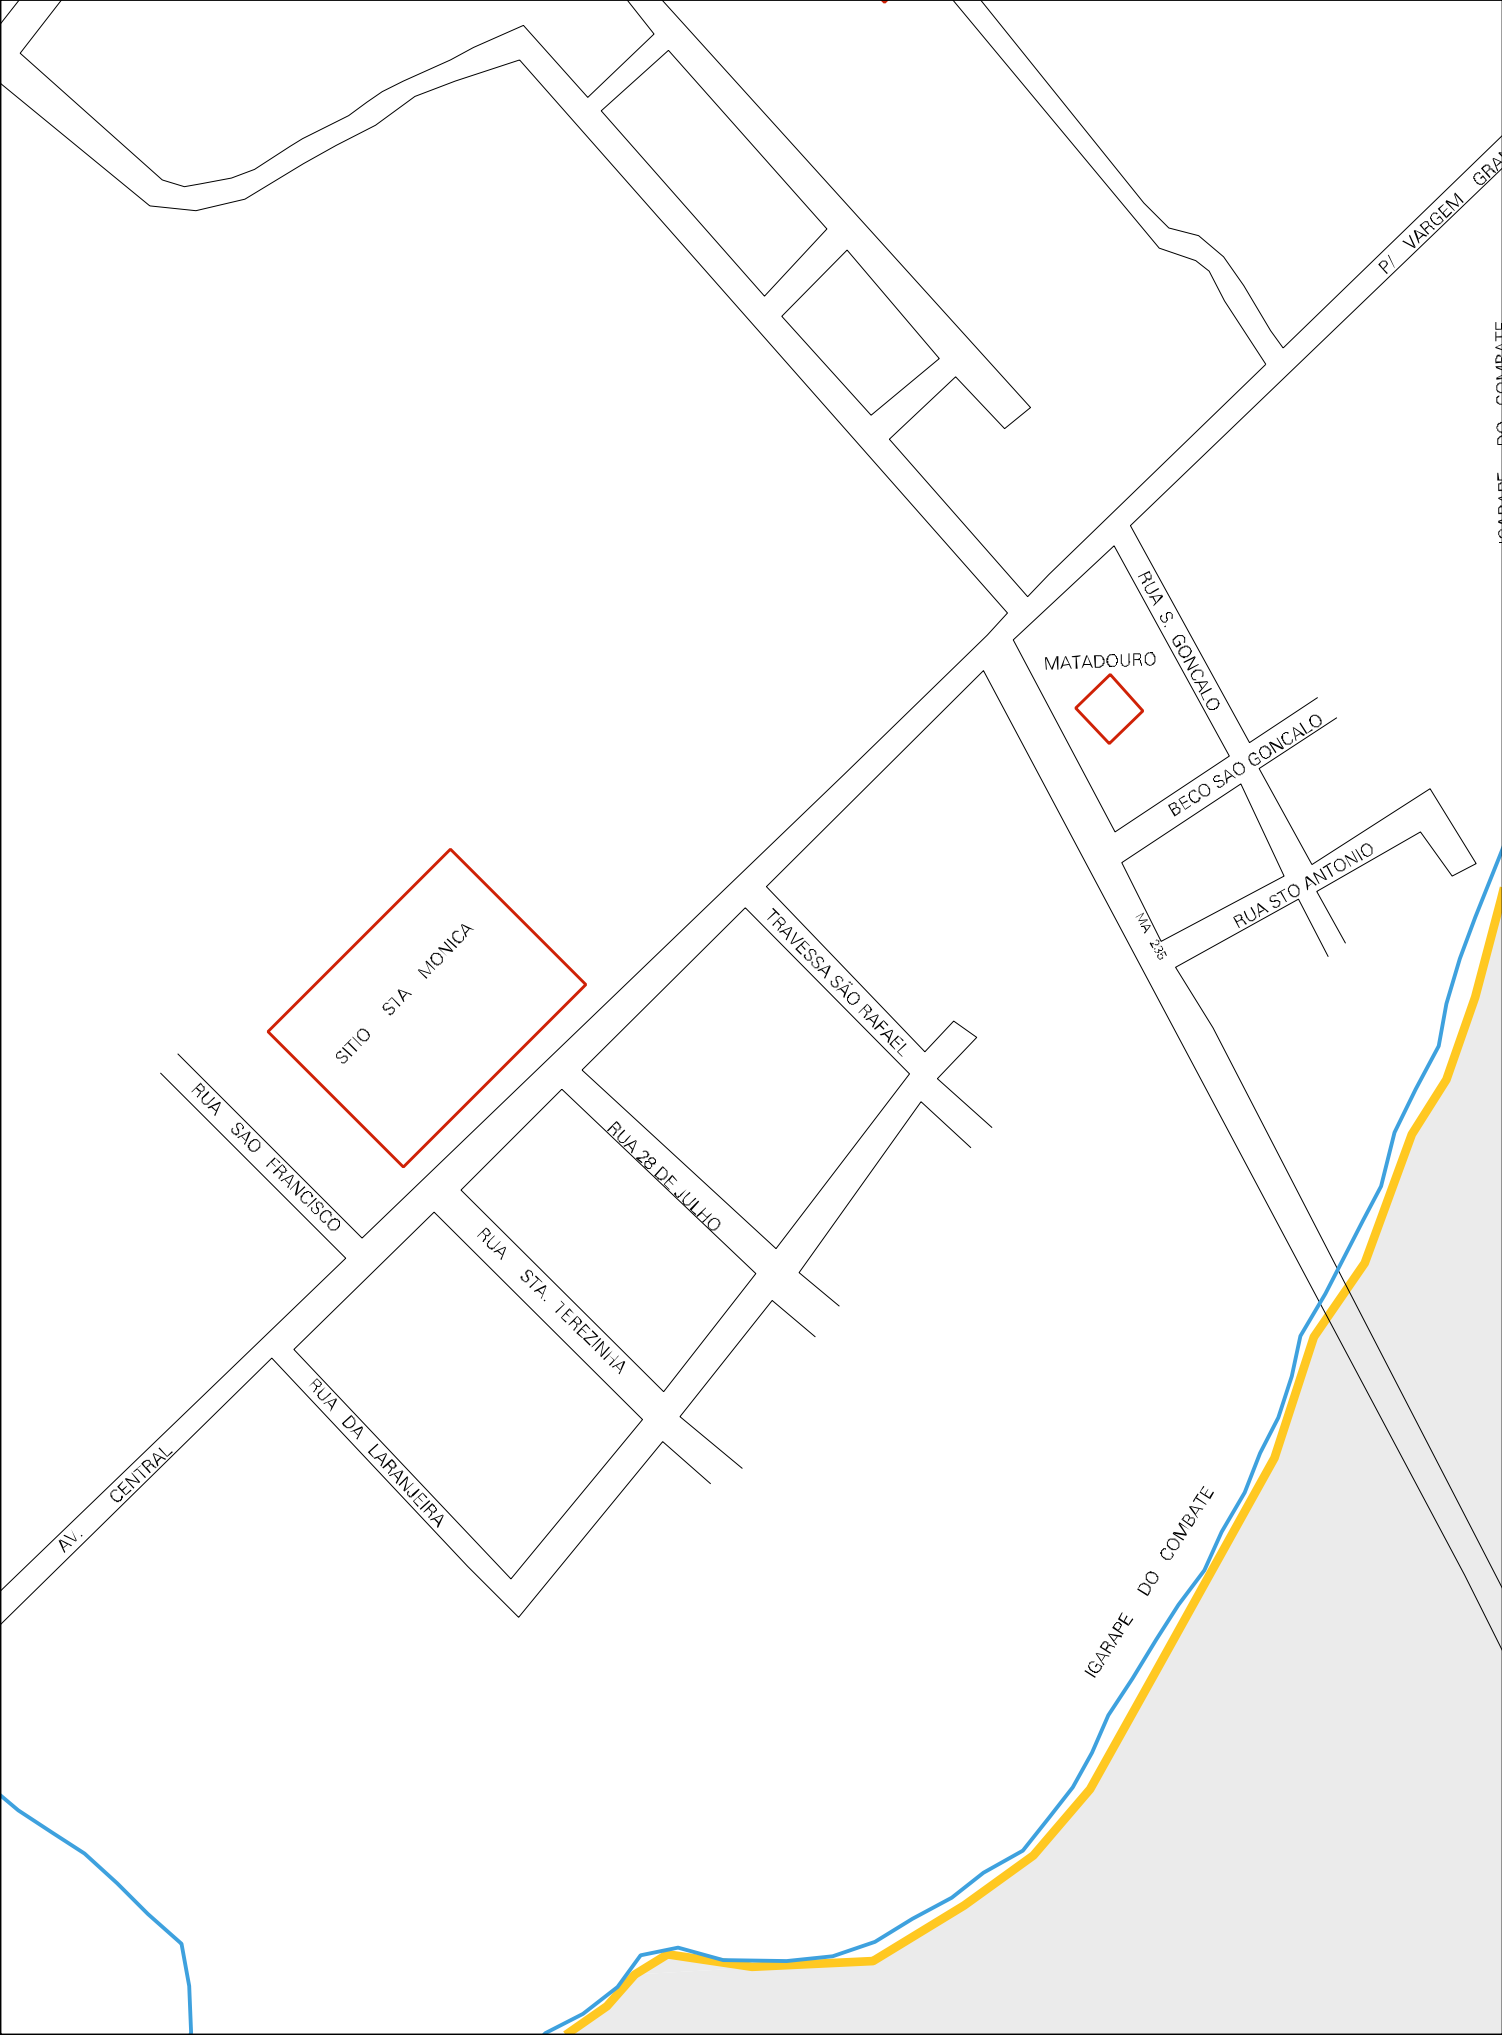 P/ VARGEM
DO COMBATE
RUA S. GONCALO
MATADOURO
BECO SAO GONCALO
RUA STO ANTONIO
MA 235
TRAVESSA SÃO RAFAEL
SITIO STA MONICA
RUA SAO FRANCISCO
RUA 28 DE JULHO
RUA STA. TEREZINHA
RUA DA LARANJEIRA
AV. CENTRAL
IGARAPE DO COMBATE